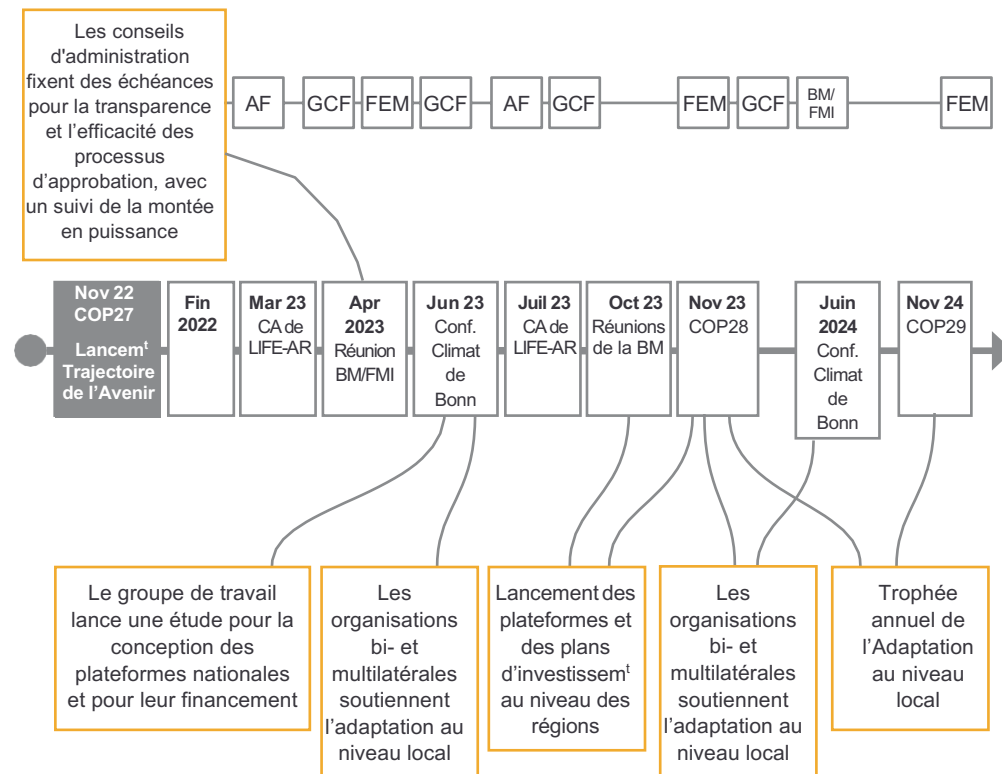 Les conseils
d'administration
fixent des échéances
pour la transparence
et l'efficacité des
processus
d'approbation, avec
un suivi de la montée
en puissance
AF
GCF
FEM
GCF
AF
GCF
FEM
GCF
BM/
FMI
FEM
Nov 22
COP27
Lancemᵗ
Trajectoire
de l'Avenir
Fin
2022
Mar 23
CA de
LIFE-AR
Apr
2023
Réunion
BM/FMI
Jun 23
Conf.
Climat
de
Bonn
Juil 23
CA de
LIFE-AR
Oct 23
Réunions
de la BM
Nov 23
COP28
Juin
2024
Conf.
Climat
de
Bonn
Nov 24
COP29
Le groupe de travail
lance une étude pour la
conception des
plateformes nationales
et pour leur financement
Les
organisations
bi- et
multilatérales
soutiennent
l'adaptation au
niveau local
Lancement des
plateformes et
des plans
d'investissemᵗ
au niveau des
régions
Les
organisations
bi- et
multilatérales
soutiennent
l'adaptation au
niveau local
Trophée
annuel de
l'Adaptation
au niveau
local